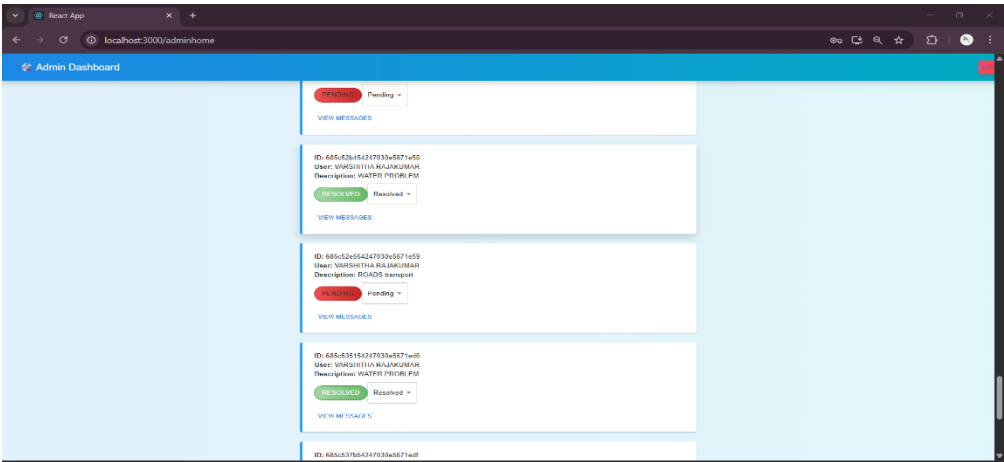 React App
localhost:3000/adminhome
Admin Dashboard
PENDING Pending
VIEW MESSAGES
ID: 685c52b454247030e5671e50
User: VARSHITHA RAJAKUMAR
Description: WATER PROBLEM
RESOLVED Resolved
VIEW MESSAGES
ID: 685c52e554247030e5671e59
User: VARSHITHA RAJAKUMAR
Description: ROADS transport
PENDING Pending
VIEW MESSAGES
ID: 685c535154247030e5671ed6
User: VARSHITHA RAJAKUMAR
Description: WATER PROBLEM
RESOLVED Resolved
VIEW MESSAGES
ID: 685c537b54247030e5671edf